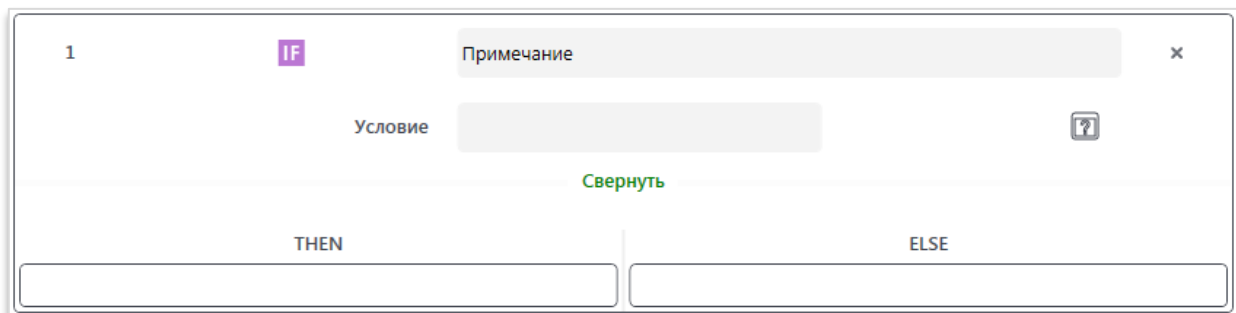 1 IF Примечание ×
Условие ?
Свернуть
THEN ELSE